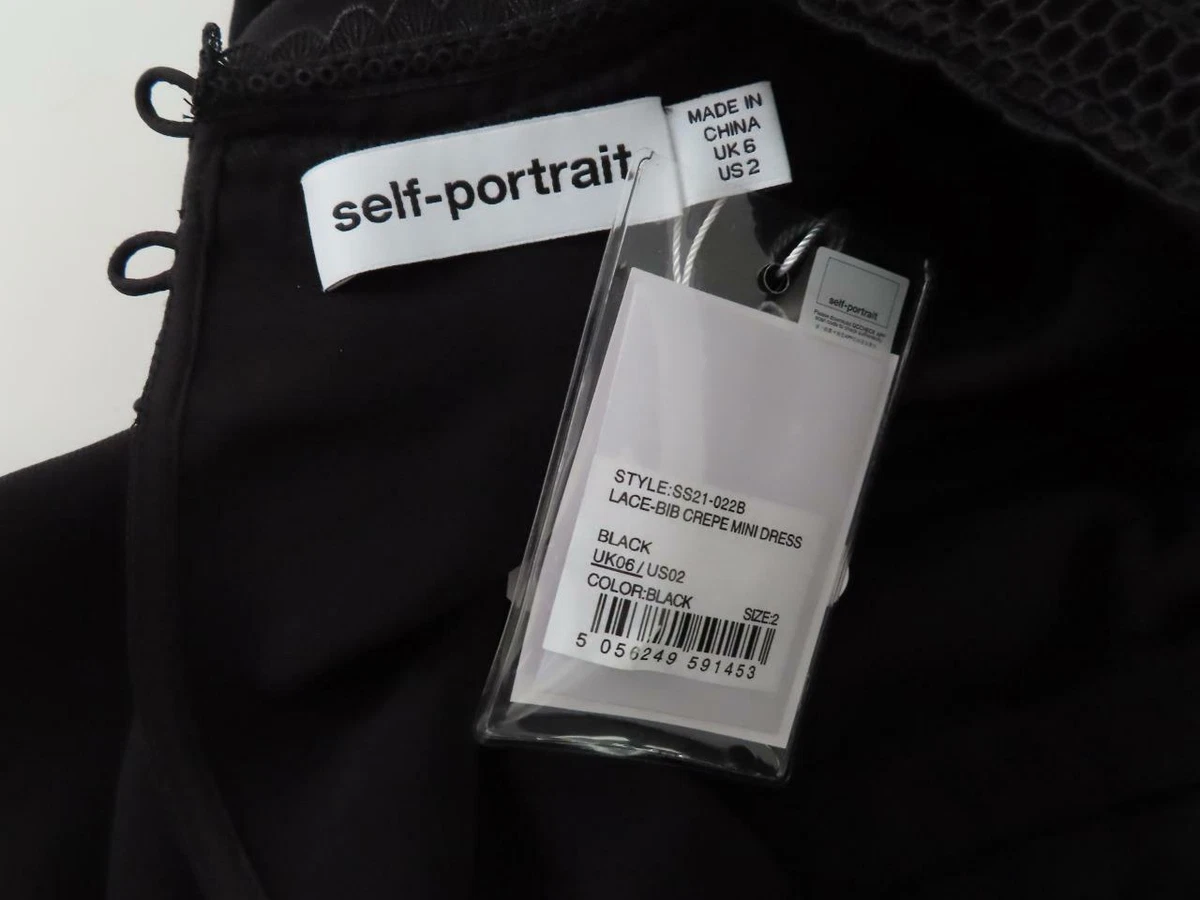 self-portrait
MADE IN
CHINA
UK 6
US 2
self-portrait
STYLE:SS21-022B
LACE-BIB CREPE MINI DRESS
BLACK
UK06/US02
COLOR:BLACK
SIZE:2
5 056249 591453